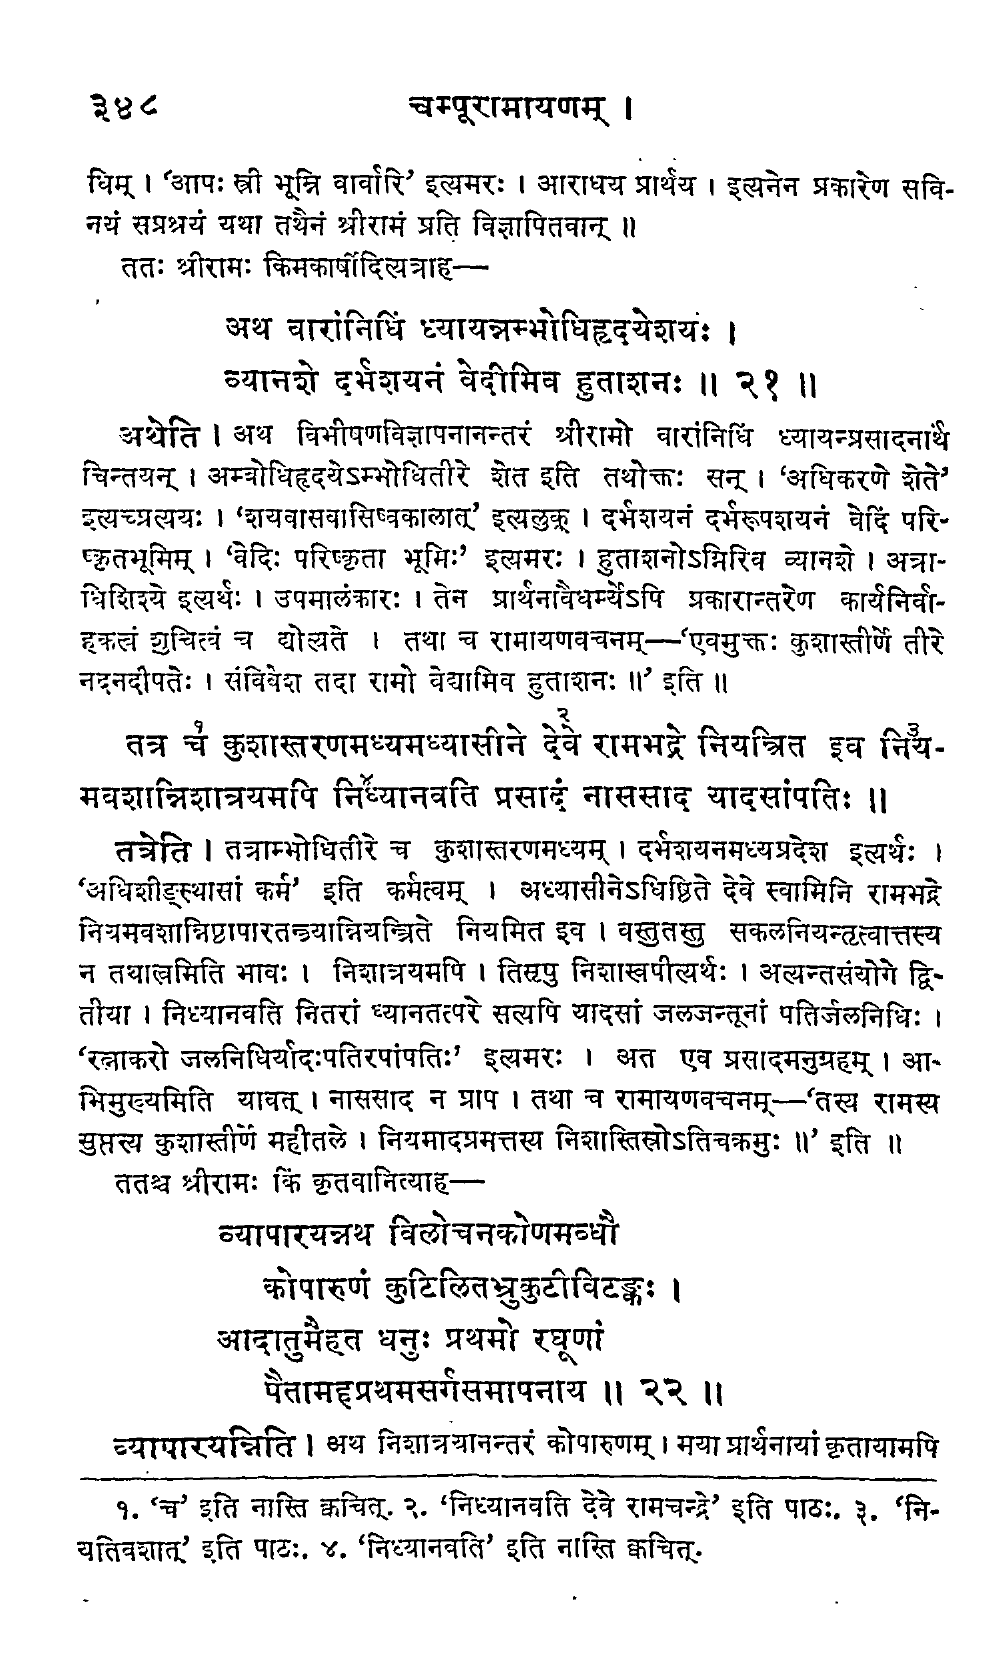 ३४८ चम्पूरामायणम् ।
धिम् । ‘आपः स्त्री भूम्नि वार्वारि’ इत्यमरः । आराधय प्रार्थय । इत्यनेन प्रकारेण सवि-
नयं सप्रश्रयं यथा तथैनं श्रीरामं प्रति विज्ञापितवान् ॥
ततः श्रीरामः किमकार्षीदित्यत्राह—
अथ वारांनिधिं ध्यायन्नम्भोधिहृदयेशयः ।
व्यानशे दर्भशयनं वेदीमिव हुताशनः ॥ २१ ॥
अथेति । अथ विभीषणविज्ञापनानन्तरं श्रीरामो वारांनिधिं ध्यायन्प्रसादनार्थं
चिन्तयन् । अम्भोधिहृदयेऽम्भोधितीरे शेत इति तथोक्तः सन् । ‘अधिकरणे शेते’
इत्यच्प्रत्ययः । ‘शयवासवासिष्वकालात्’ इत्यलुक् । दर्भशयनं दर्भरूपशयनं वेदिं परि-
ष्कृतभूमिम् । ‘वेदिः परिष्कृता भूमिः’ इत्यमरः । हुताशनोऽग्निरिव व्यानशे । अत्रा-
धिशिश्ये इत्यर्थः । उपमालंकारः । तेन प्रार्थनावैधर्म्येऽपि प्रकारान्तरेण कार्यनिर्वा-
हकत्वं शुचित्वं च द्योत्यते । तथा च रामायणवचनम्—‘एवमुक्तः कुशास्तीर्णे तीरे
नदनदीपतेः । संविवेश तदा रामो वेद्यामिव हुताशनः ॥’ इति ॥
तत्र च१ कुशास्तरणमध्यमध्यासीने देवे२ रामभद्रे नियन्त्रित इव निय३-
मवशान्निशात्रयमपि निर्ध्यानवति४ प्रसादं नाससाद यादसांपतिः ॥
तत्रेति । तत्राम्भोधितीरे च कुशास्तरणमध्यम् । दर्भशयनमध्यप्रदेश इत्यर्थः ।
‘अधिशीङ्स्थासां कर्म’ इति कर्मत्वम् । अध्यासीनेऽधिष्ठिते देवे स्वामिनि रामभद्रे
नियमवशान्निष्ठापारतन्त्र्यान्नियन्त्रिते नियमित इव । वस्तुतस्तु सकलनियन्तृत्वात्तस्य
न तथात्वमिति भावः । निशात्रयमपि । तिसृषु निशास्वपीत्यर्थः । अत्यन्तसंयोगे द्वि-
तीया । निध्यानवति नितरां ध्यानतत्परे सत्यपि यादसां जलजन्तूनां पतिर्जलनिधिः ।
‘रत्नाकरो जलनिधिर्यादःपतिरपांपतिः’ इत्यमरः । अत एव प्रसादमनुग्रहम् । आ-
भिमुख्यमिति यावत् । नाससाद न प्राप । तथा च रामायणवचनम्—‘तस्य रामस्य
सुप्तस्य कुशास्तीर्णे महीतले । नियमादप्रमत्तस्य निशास्तिस्रोऽतिचक्रमुः ॥’ इति ॥
ततश्च श्रीरामः किं कृतवानित्याह—
व्यापारयन्नथ विलोचनकोणमब्धौ
कोपारुणं कुटिलितभ्रुकुटीविटङ्कः ।
आदातुमैहत धनुः प्रथमो रघूणां
पैतामहप्रथमसर्गसमापनाय ॥ २२ ॥
व्यापारयन्निति । अथ निशात्रयानन्तरं कोपारुणम् । मया प्रार्थनायां कृतायामपि
१. ‘च’ इति नास्ति क्वचित्. २. ‘निध्यानवति देवे रामचन्द्रे’ इति पाठः. ३. ‘नि-
यतिवशात्’ इति पाठः. ४. ‘निध्यानवति’ इति नास्ति क्वचित्.